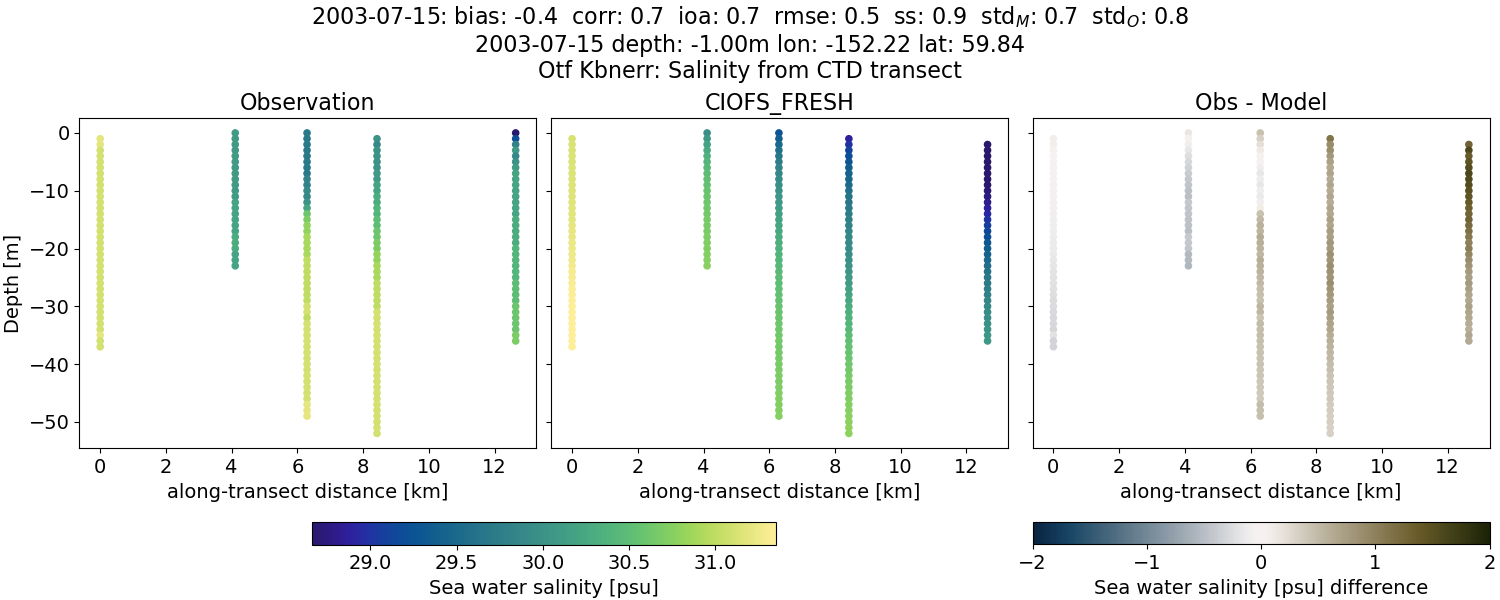 2003-07-15: bias: -0.4 corr: 0.7 ioa: 0.7 rmse: 0.5 ss: 0.9 std_M: 0.7 std_O: 0.8
2003-07-15 depth: -1.00m lon: -152.22 lat: 59.84
Otf Kbnerr: Salinity from CTD transect
Observation
CIOFS_FRESH
Obs - Model
Depth [m]
0
−10
−20
−30
−40
−50
0 2 4 6 8 10 12
0 2 4 6 8 10 12
0 2 4 6 8 10 12
along-transect distance [km]
along-transect distance [km]
along-transect distance [km]
29.0 29.5 30.0 30.5 31.0
Sea water salinity [psu]
−2 −1 0 1 2
Sea water salinity [psu] difference